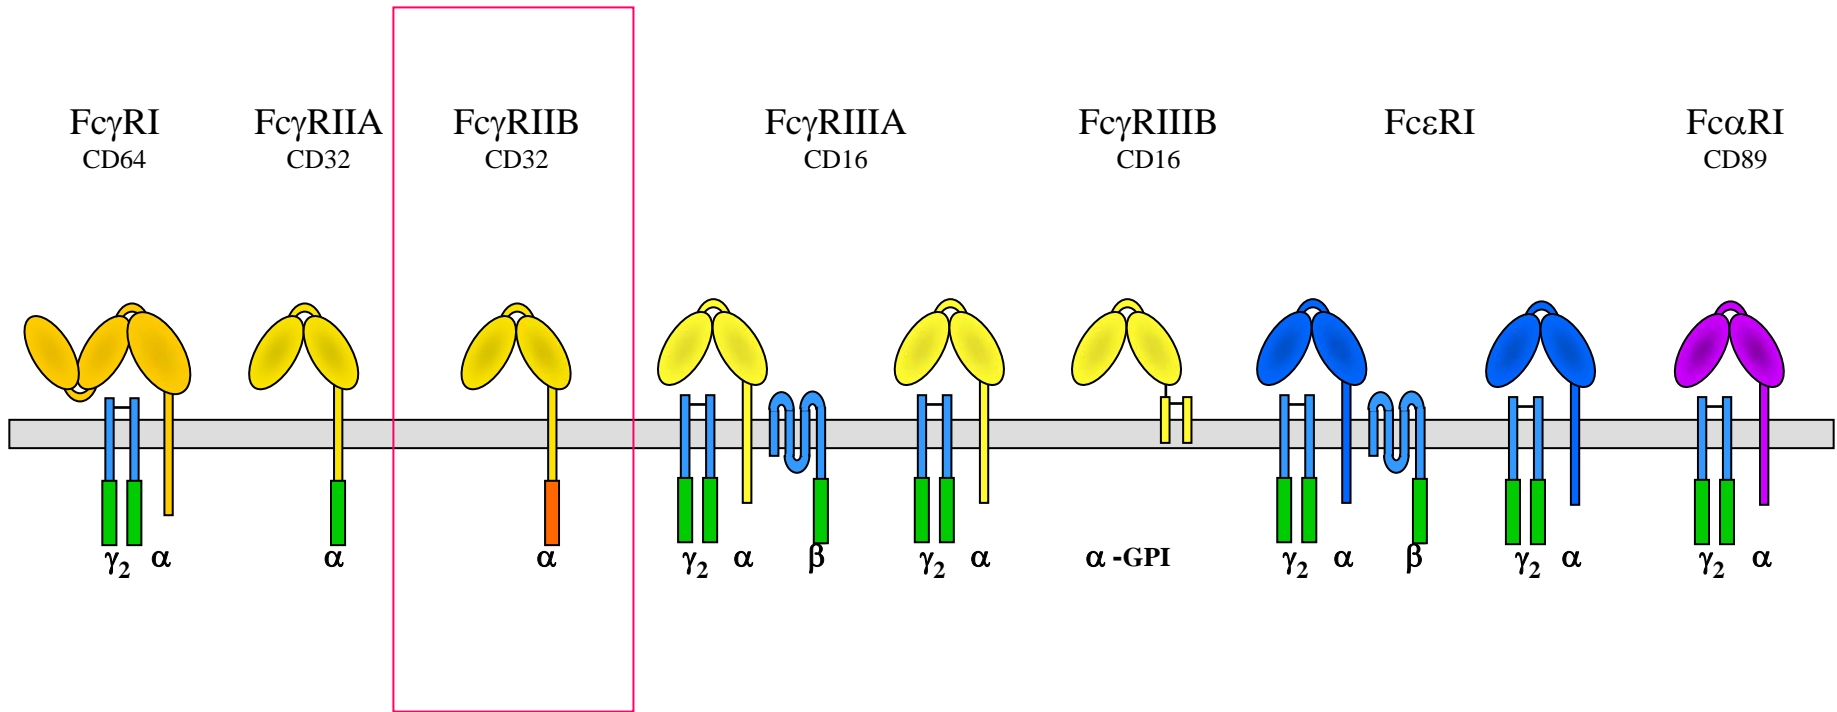 FcγRI FcγRIIA FcγRIIB FcγRIIIA FcγRIIIB FcεRI FcαRI
CD64 CD32 CD32 CD16 CD16 CD89
γ2 α α α γ2 α β γ2 α α -GPI γ2 α β γ2 α γ2 α